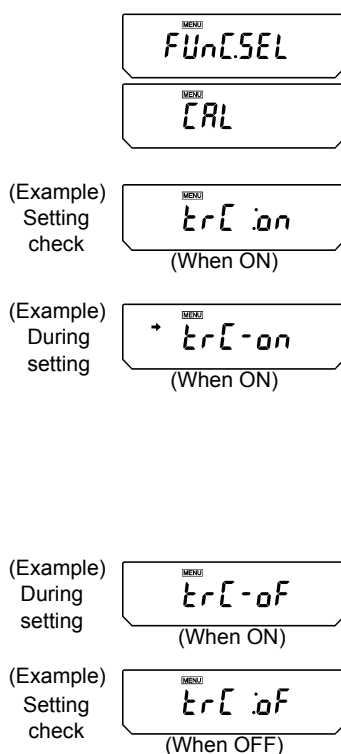 MENU
FUnC.SEL
MENU
CAL
(Example)
Setting
check
MENU
trC :on
(When ON)
(Example)
During
setting
➜ MENU
trC-on
(When ON)
(Example)
During
setting
MENU
trC-oF
(When ON)
(Example)
Setting
check
MENU
trC :oF
(When OFF)